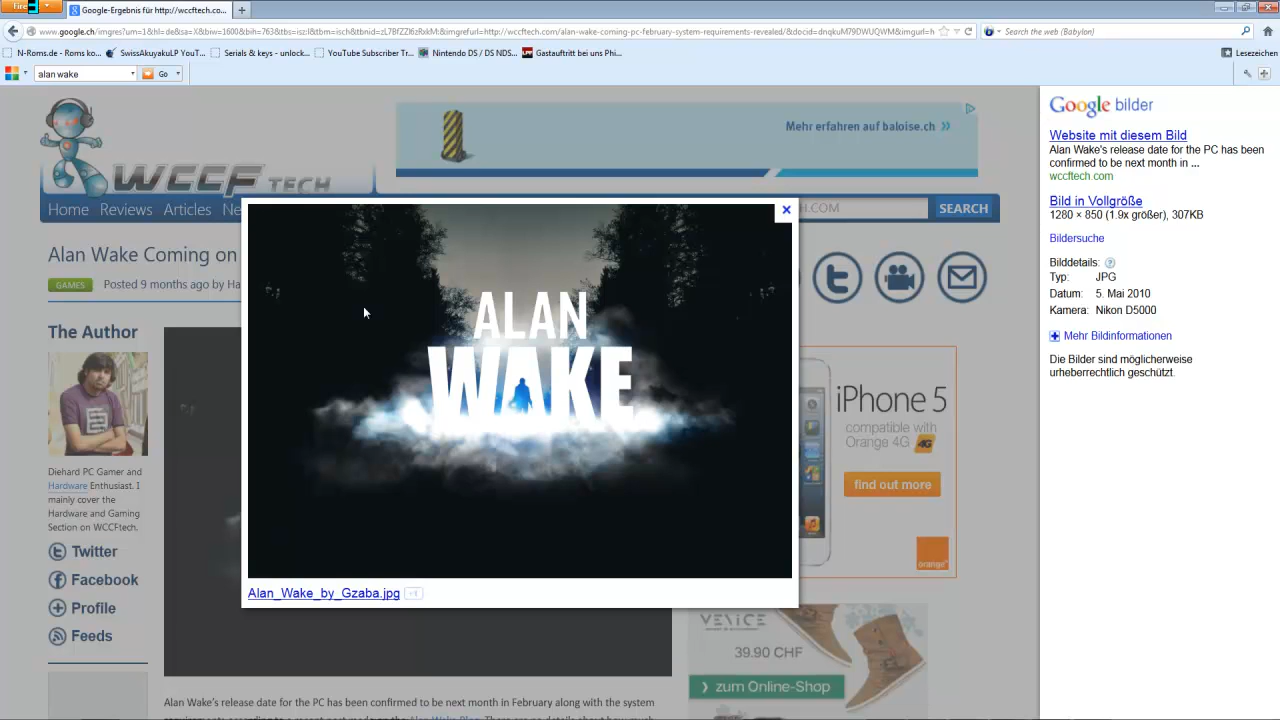 Google-Ergebnis für http://wccftech.co...
www.google.ch/imgres?um=1&hl=de&sa=X&biw=1600&bih=763&tbs=isz:l&tbm=isch&tbnid=zL7BfZZI6zRxkM:&imgrefurl=http://wccftech.com/alan-wake-coming-pc-february-system-requirements-revealed/&docid=dnqkuM79DWUQWM&imgurl=h
Search the web (Babylon)
N-Roms.de - Roms ko...
SwissAkuyakuLP YouT...
Serials & keys - unlock...
YouTube Subscriber Tr...
Nintendo DS / DS NDS...
Gastauftritt bei uns Phi...
Lesezeichen
alan wake
Go
Mehr erfahren auf baloise.ch »
WCCF TECH
Home
Reviews
Articles
Ne
H.COM
SEARCH
Alan Wake Coming on
GAMES
Posted 9 months ago by Ha
The Author
Diehard PC Gamer and
Hardware Enthusiast. I
mainly cover the
Hardware and Gaming
Section on WCCFtech.
Twitter
Facebook
Profile
Feeds
ALAN
WAKE
Alan_Wake_by_Gzaba.jpg
Alan Wake's release date for the PC has been confirmed to be next month in February along with the system
iPhone 5
compatible with
Orange 4G
4G
find out more
orange
VENICE
39.90 CHF
zum Online-Shop
Google bilder
Website mit diesem Bild
Alan Wake's release date for the PC has been
confirmed to be next month in ...
wccftech.com
Bild in Vollgröße
1280 × 850 (1.9x größer), 307KB
Bildersuche
Bilddetails:
Typ: JPG
Datum: 5. Mai 2010
Kamera: Nikon D5000
Mehr Bildinformationen
Die Bilder sind möglicherweise
urheberrechtlich geschützt.